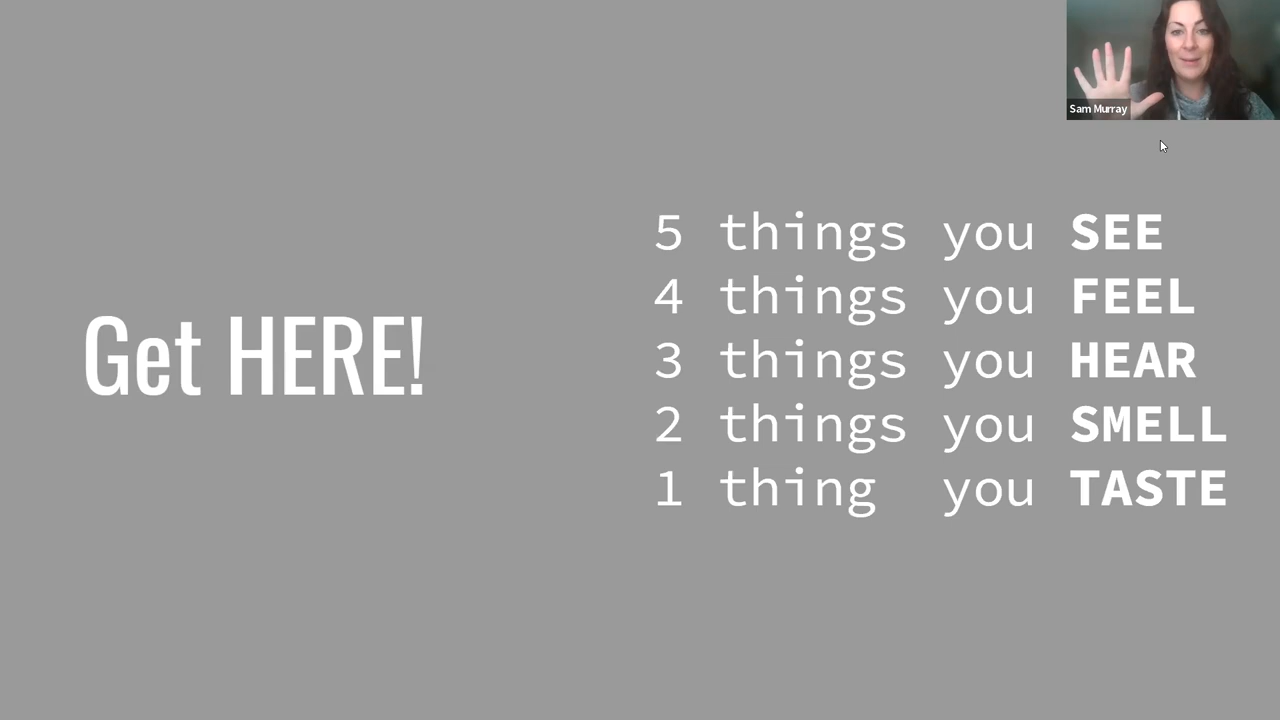 Sam Murray
Get HERE!
5 things you SEE
4 things you FEEL
3 things you HEAR
2 things you SMELL
1 thing  you TASTE